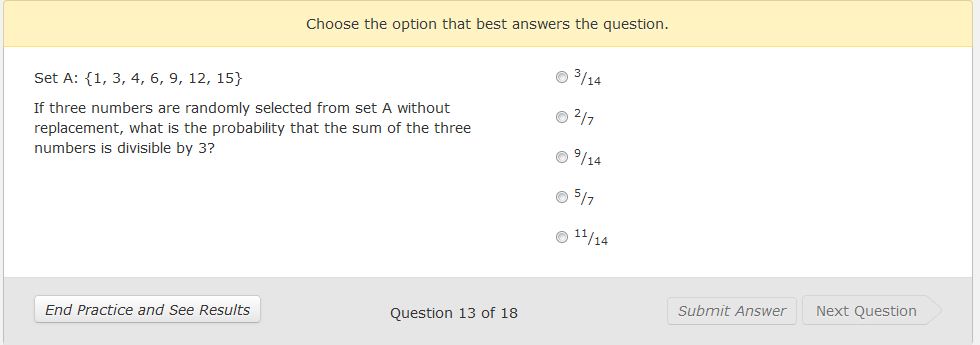 Choose the option that best answers the question.
Set A: {1, 3, 4, 6, 9, 12, 15}
If three numbers are randomly selected from set A without
replacement, what is the probability that the sum of the three
numbers is divisible by 3?
3/14
2/7
9/14
5/7
11/14
End Practice and See Results
Question 13 of 18
Submit Answer
Next Question